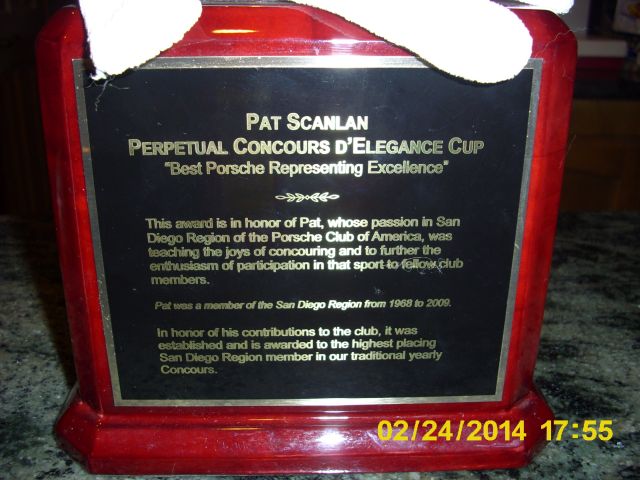 PAT SCANLAN
PERPETUAL CONCOURS D'ELEGANCE CUP
"Best Porsche Representing Excellence"
This award is in honor of Pat, whose passion in San
Diego Region of the Porsche Club of America, was
teaching the joys of concouring and to further the
enthusiasm of participation in that sport to fellow club
members.
Pat was a member of the San Diego Region from 1968 to 2009.
In honor of his contributions to the club, it was
established and is awarded to the highest placing
San Diego Region member in our traditional yearly
Concours.
02/24/2014 17:55